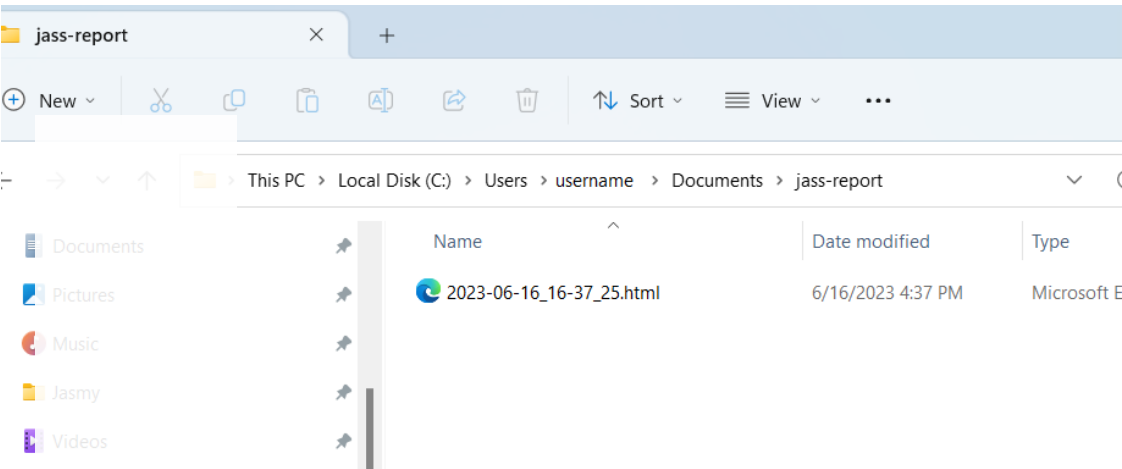 jass-report
New
Sort
View
This PC > Local Disk (C:) > Users > username > Documents > jass-report
Name
Date modified
Type
Documents
2023-06-16_16-37_25.html
6/16/2023 4:37 PM
Microsoft E
Pictures
Music
Jasmy
Videos